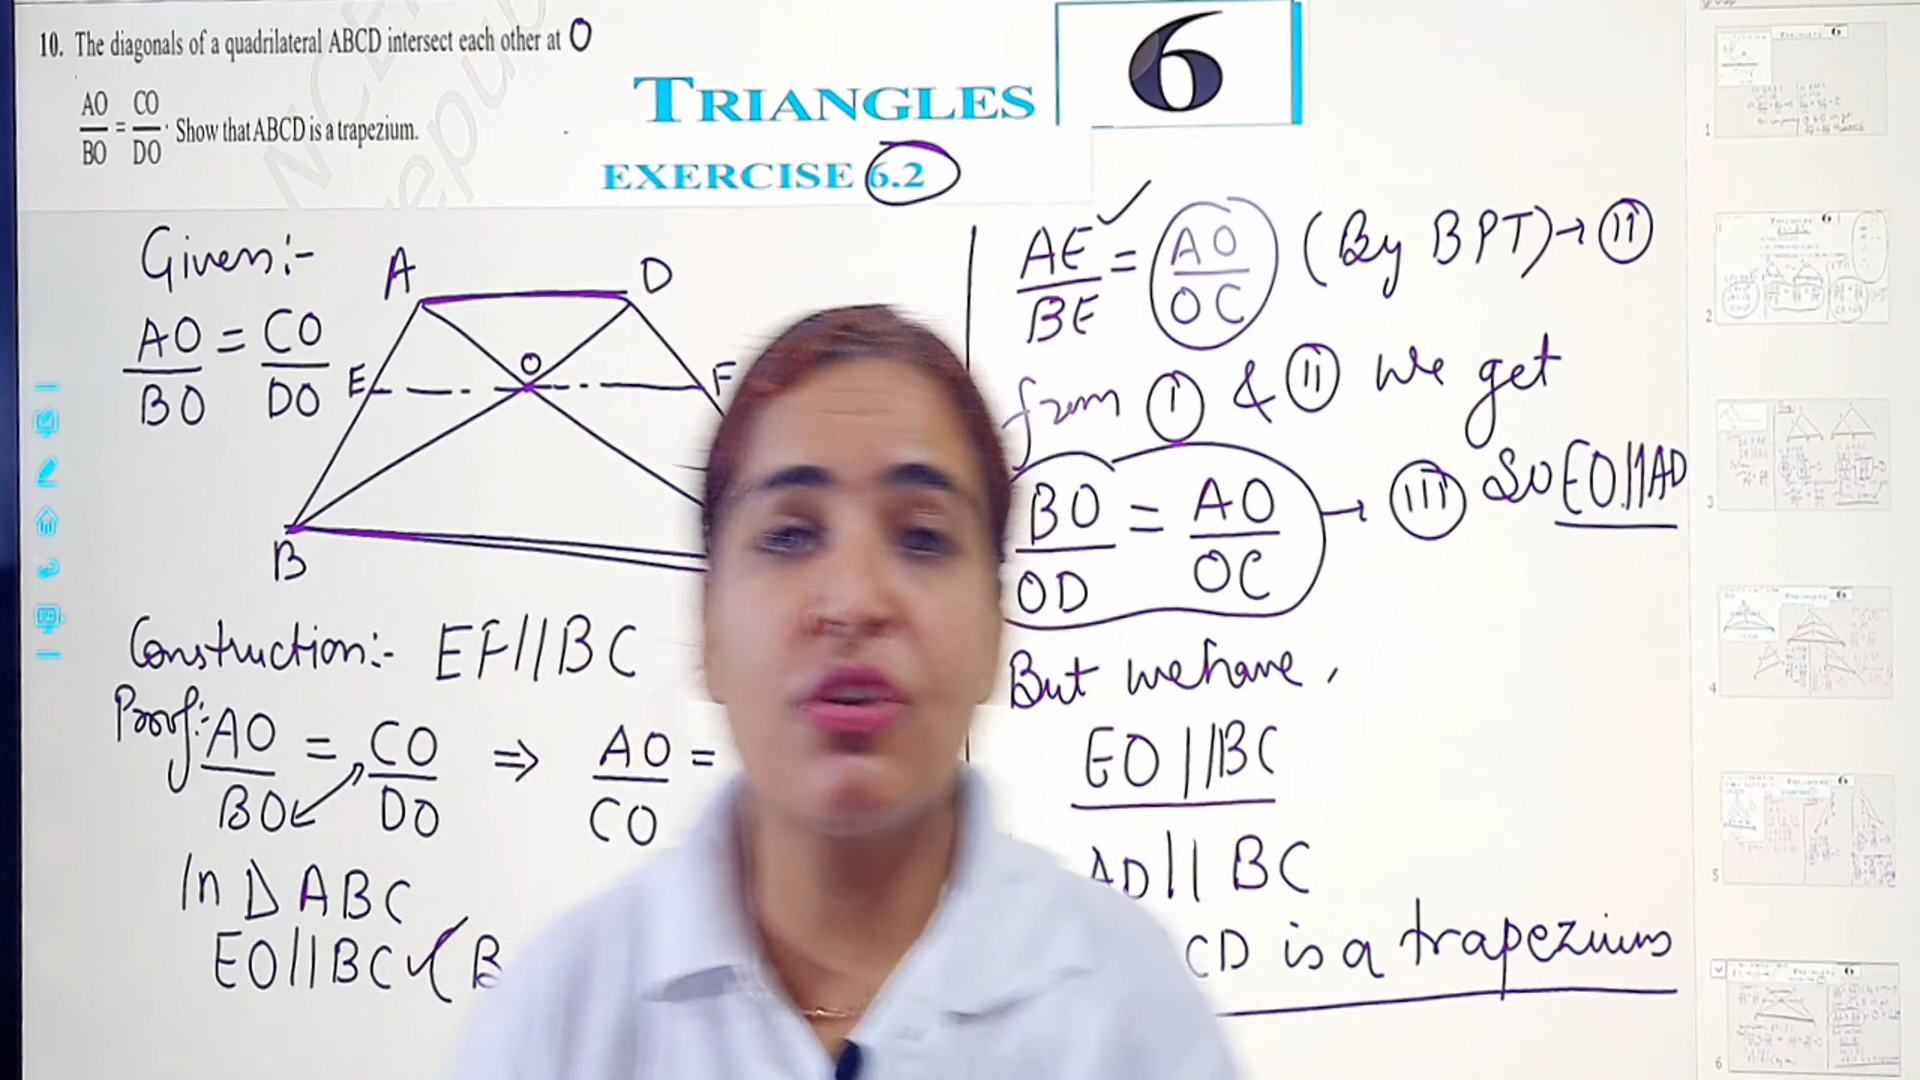 10. The diagonals of a quadrilateral ABCD intersect each other at O
AO/BO = CO/DO. Show that ABCD is a trapezium.
TRIANGLES
6
EXERCISE 6.2
Given:-
AO/BO = CO/DO
A
D
E
O
F
B
Construction:- EF//BC
Proof:- AO/BO = CO/DO => AO/CO =
In Δ ABC
EO//BC (B
AE/BE = AO/OC (By BPT) → II
from I & II we get
BO/OD = AO/OC → III So EO//AD
But we have,
EO//BC
AD// BC
CD is a trapezium